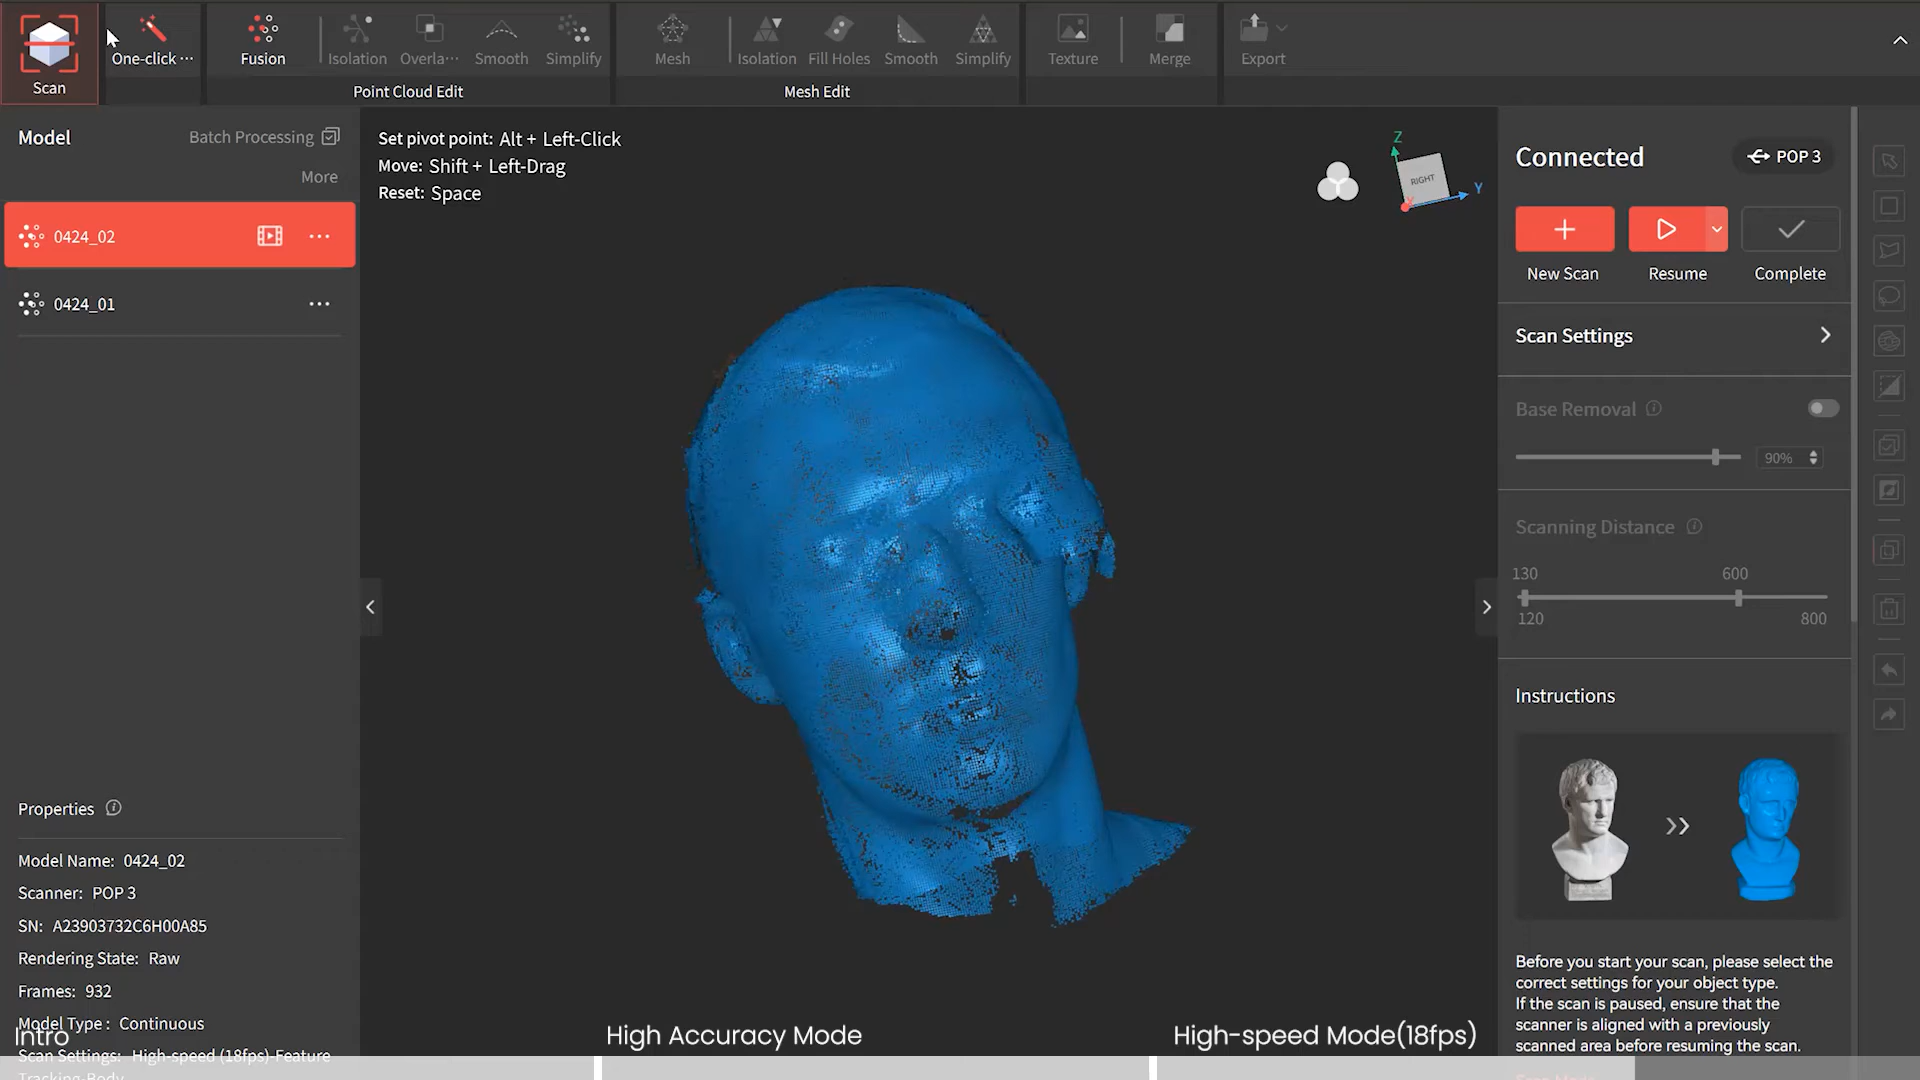 Scan
One-click ···
Fusion
Isolation
Overla···
Smooth
Simplify
Point Cloud Edit
Mesh
Isolation
Fill Holes
Smooth
Simplify
Mesh Edit
Texture
Merge
Export
Model
Batch Processing
More
0424_02
0424_01
Properties
Model Name: 0424_02
Scanner: POP 3
SN: A23903732C6H00A85
Rendering State: Raw
Frames: 932
Model Type : Continuous
Scan Settings: High-speed (18fps)-Feature
Tracking-Body
Set pivot point: Alt + Left-Click
Move: Shift + Left-Drag
Reset: Space
Z
RIGHT
Y
Connected
POP 3
New Scan
Resume
Complete
Scan Settings
Base Removal
90%
Scanning Distance
130
600
120
800
Instructions
Before you start your scan, please select the
correct settings for your object type.
If the scan is paused, ensure that the
scanner is aligned with a previously
scanned area before resuming the scan.
Intro
High Accuracy Mode
High-speed Mode(18fps)